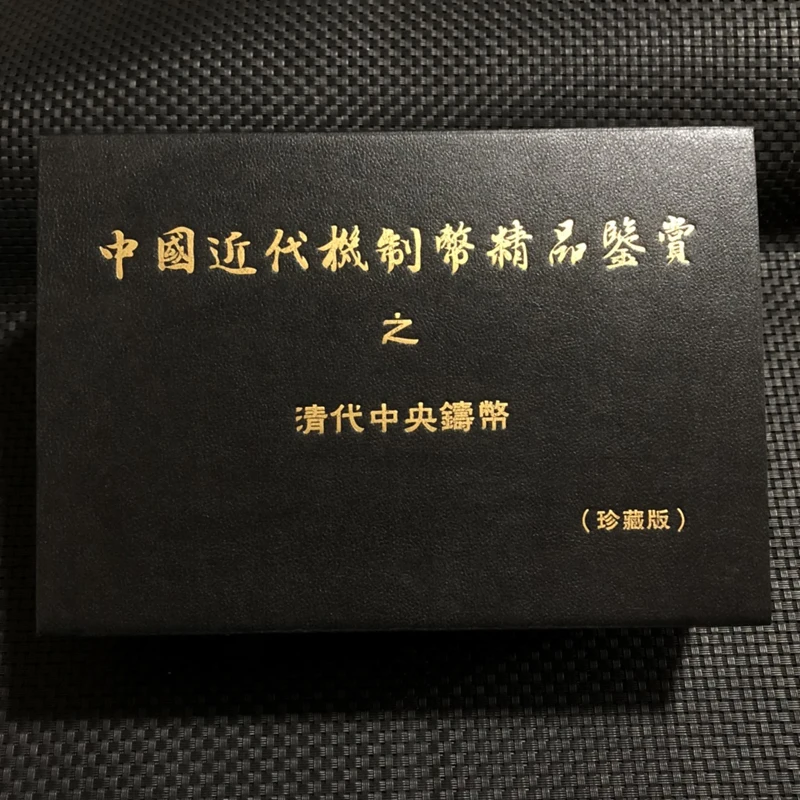 中國近代機制幣精品鑒賞
之
清代中央鑄幣
(珍藏版)